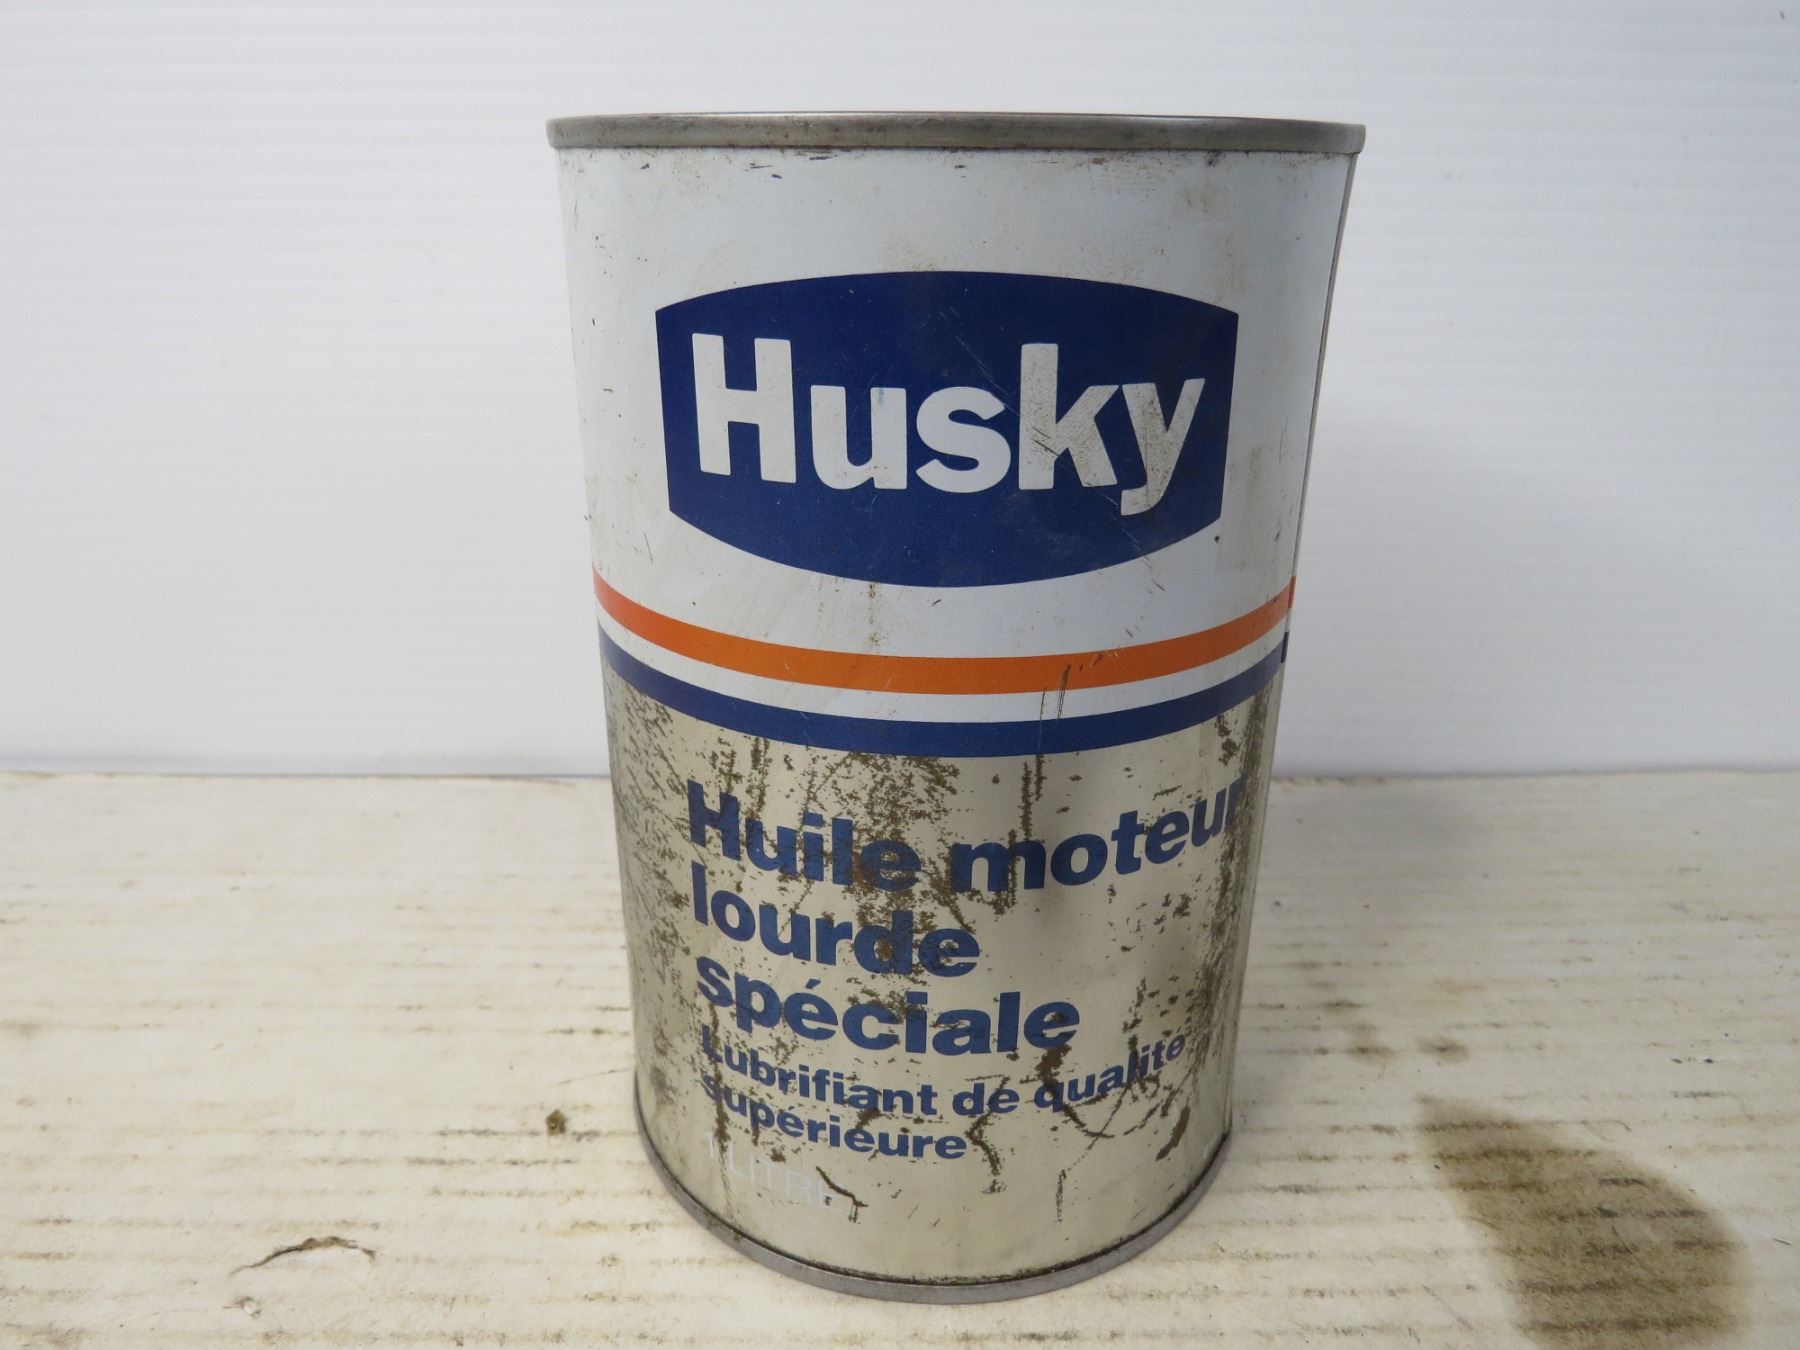 Husky
Huile moteur
lourde
spéciale
Lubrifiant de qualité
supérieure
1 LITRE